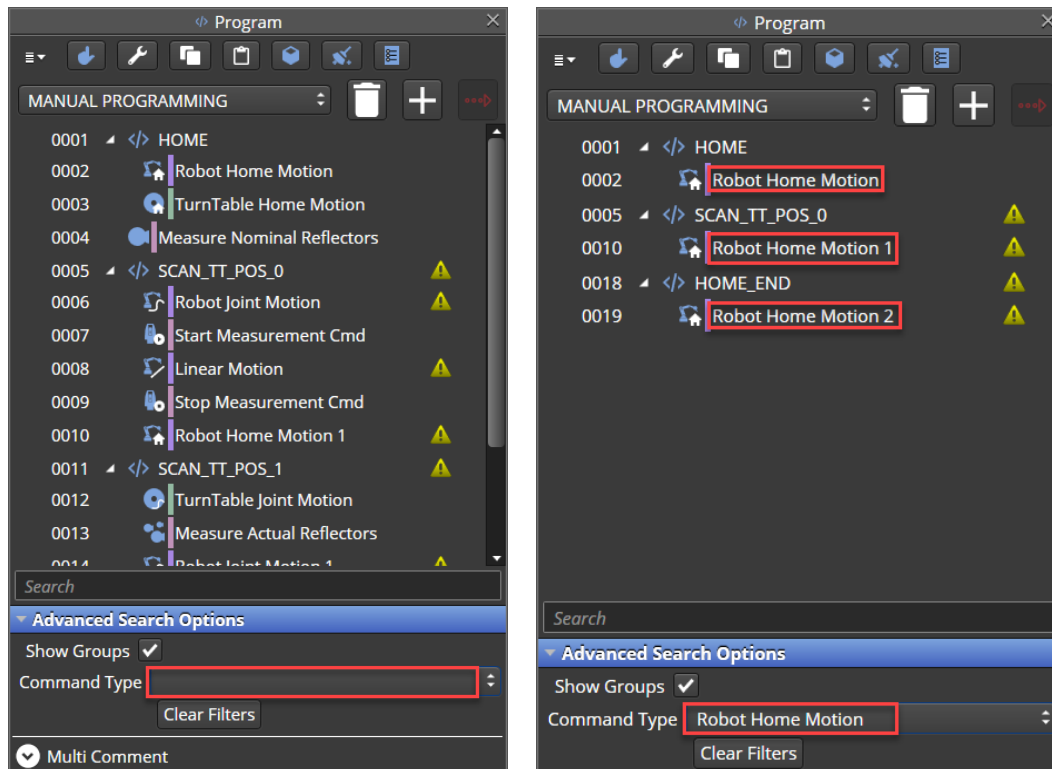 Program
MANUAL PROGRAMMING
0001 HOME
0002 Robot Home Motion
0003 TurnTable Home Motion
0004 Measure Nominal Reflectors
0005 SCAN_TT_POS_0
0006 Robot Joint Motion
0007 Start Measurement Cmd
0008 Linear Motion
0009 Stop Measurement Cmd
0010 Robot Home Motion 1
0011 SCAN_TT_POS_1
0012 TurnTable Joint Motion
0013 Measure Actual Reflectors
0014 Robot Joint Motion 1
Search
Advanced Search Options
Show Groups
Command Type
Clear Filters
Multi Comment
Program
MANUAL PROGRAMMING
0001 HOME
0002 Robot Home Motion
0005 SCAN_TT_POS_0
0010 Robot Home Motion 1
0018 HOME_END
0019 Robot Home Motion 2
Search
Advanced Search Options
Show Groups
Command Type Robot Home Motion
Clear Filters